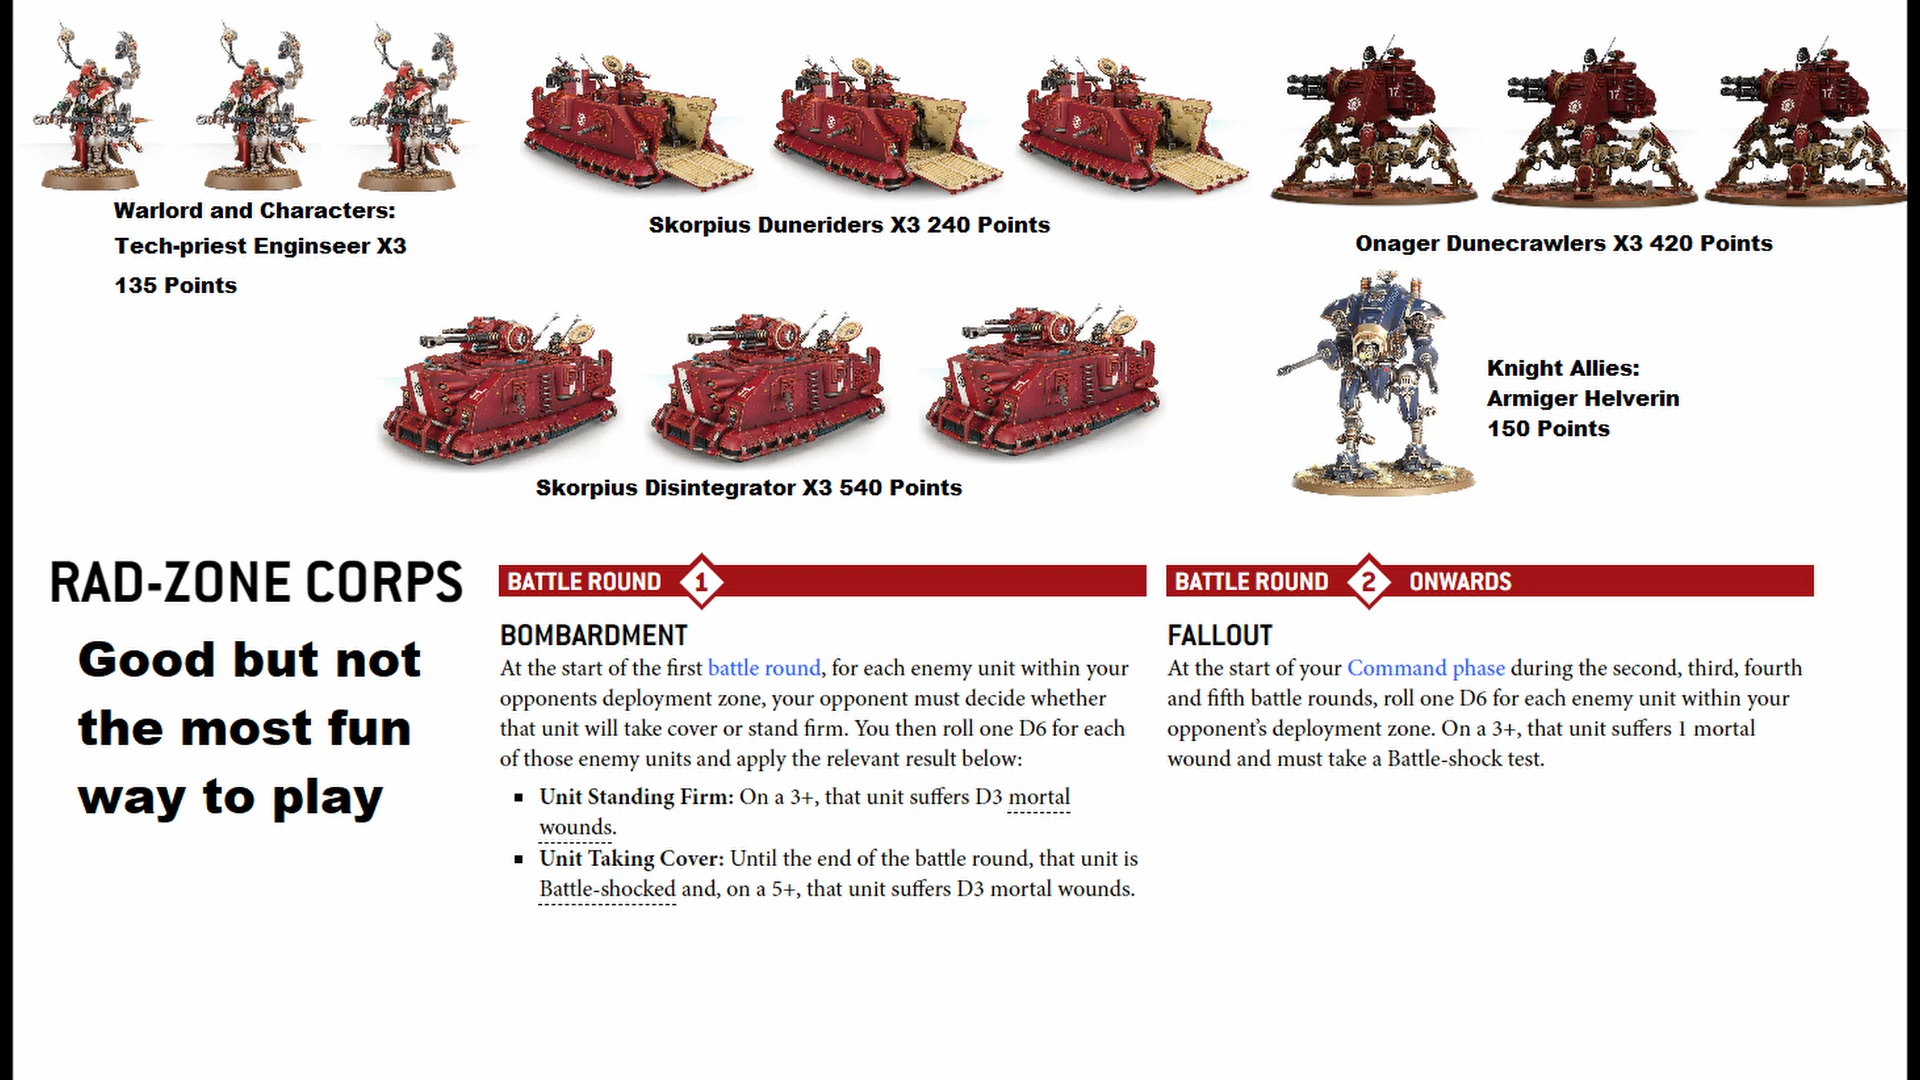 Warlord and Characters:
Tech-priest Enginseer X3
135 Points
Skorpius Duneriders X3 240 Points
Onager Dunecrawlers X3 420 Points
Skorpius Disintegrator X3 540 Points
Knight Allies:
Armiger Helverin
150 Points
RAD-ZONE CORPS
Good but not
the most fun
way to play
BATTLE ROUND 1
BOMBARDMENT
At the start of the first battle round, for each enemy unit within your
opponents deployment zone, your opponent must decide whether
that unit will take cover or stand firm. You then roll one D6 for each
of those enemy units and apply the relevant result below:
▪ Unit Standing Firm: On a 3+, that unit suffers D3 mortal
wounds.
▪ Unit Taking Cover: Until the end of the battle round, that unit is
Battle-shocked and, on a 5+, that unit suffers D3 mortal wounds.
BATTLE ROUND 2 ONWARDS
FALLOUT
At the start of your Command phase during the second, third, fourth
and fifth battle rounds, roll one D6 for each enemy unit within your
opponent’s deployment zone. On a 3+, that unit suffers 1 mortal
wound and must take a Battle-shock test.